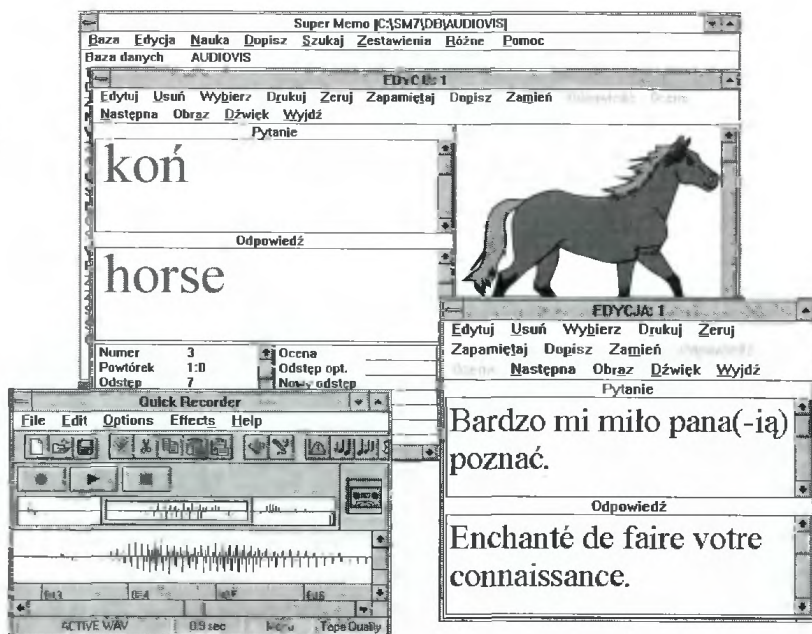 Super Memo [C:\SM7\DB\AUDIOVIS]
Baza Edycja Nauka Dopisz Szukaj Zestawienia Różne Pomoc
Baza danych AUDIOVIS
EDYCJA: 1
Edytuj Usuń Wybierz Drukuj Zeruj Zapamiętaj Dopisz Zamień
Następna Obraz Dźwięk Wyjdź
Pytanie
koń
Odpowiedź
horse
Numer 3
Powtórek 1:0
Odstęp 7
Ocena
Odstęp opt.
Nowy odstęp
EDYCJA: 1
Edytuj Usuń Wybierz Drukuj Zeruj
Zapamiętaj Dopisz Zamień
Następna Obraz Dźwięk Wyjdź
Pytanie
Bardzo mi miło pana(-ią)
poznać.
Odpowiedź
Enchanté de faire votre
connaissance.
Quick Recorder
File Edit Options Effects Help
ACTIVE WAV 0.9 sec Mono Tape Quality